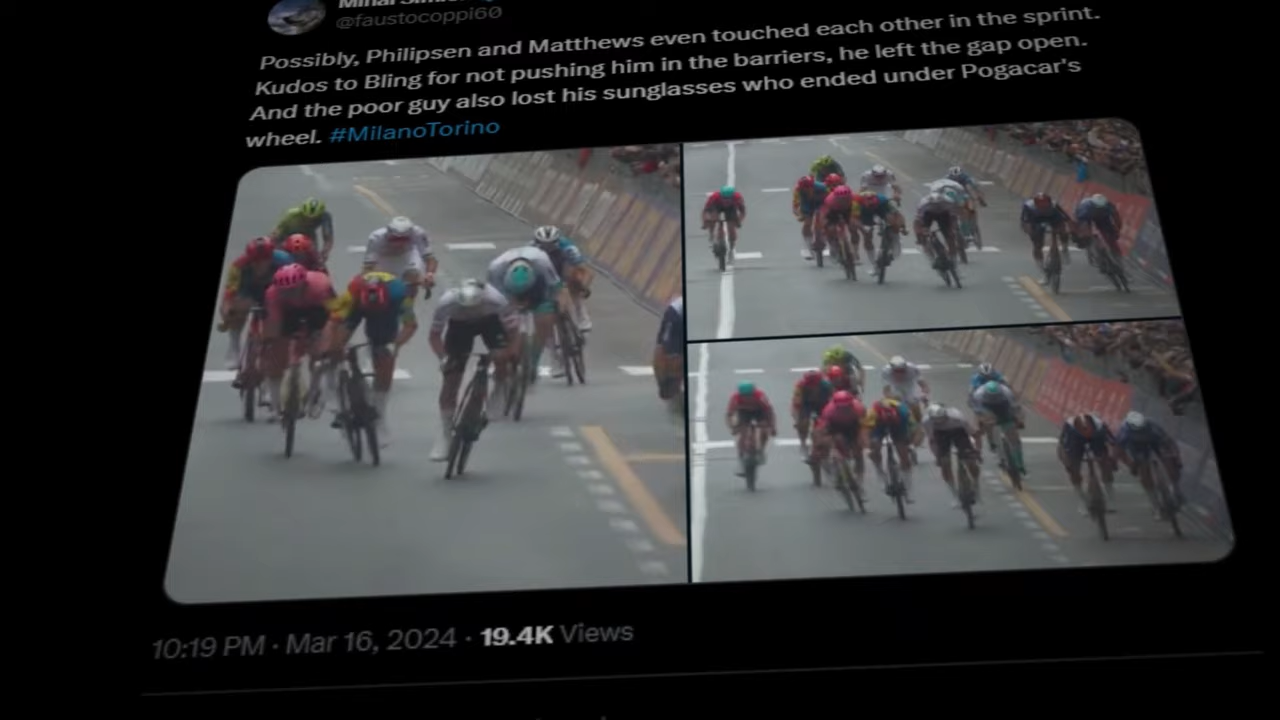 @faustocoppi60
Possibly, Philipsen and Matthews even touched each other in the sprint.
Kudos to Bling for not pushing him in the barriers, he left the gap open.
And the poor guy also lost his sunglasses who ended under Pogacar's
wheel. #MilanoTorino
10:19 PM · Mar 16, 2024 · 19.4K Views